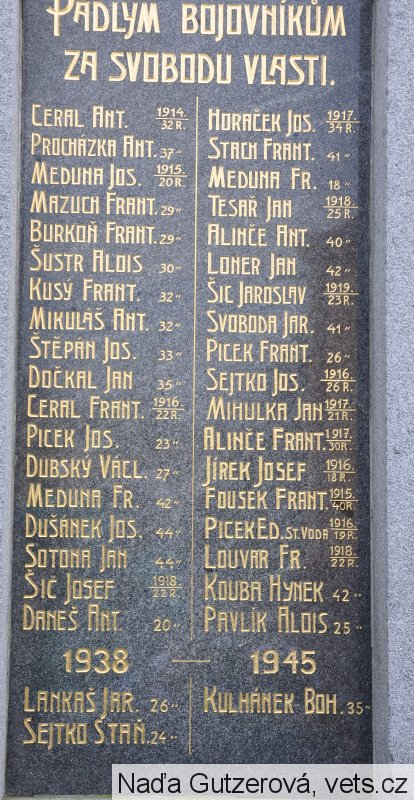 PADLÝM BOJOVNÍKŮM
ZA SVOBODU VLASTI.
CERAL ANT. 1914. 32 R.
PROCHÁZKA ANT. 37 "
MEDUNA JOS. 1915. 20 R.
MAZUCH FRANT. 29 "
BURKOŇ FRANT. 29 "
ŠUSTR ALOIS 30 "
KUSÝ FRANT. 32 "
MIKULÁŠ ANT. 32 "
ŠTĚPÁN JOS. 33 "
DOČKAL JAN 35 "
CERAL FRANT. 1916. 22 R.
PICEK JOS. 23 "
DUBSKÝ VÁCL. 27 "
MEDUNA FR. 42 "
DUŠÁNEK JOS. 44 "
SOTONA JAN 44 "
ŠIC JOSEF 1918. 22 R.
DANĚŠ ANT. 20 "
HORÁČEK JOS. 1917. 34 R.
STACH FRANT. 41 "
MEDUNA FR. 18 "
TESAŘ JAN 1918. 25 R.
ALINČE ANT. 40 "
LONER JAN 42 "
ŠIC JAROSLAV 1919. 23 R.
SVOBODA JAR. 41 "
PICEK FRANT. 26 "
SEJTKO JOS. 1916. 26 R.
MIHULKA JAN 1917. 21 R.
ALINČE FRANT. 1917. 30 R.
JÍREK JOSEF 1916. 18 R.
FOUSEK FRANT. 1915. 40 R.
PICEK ED. ST. VODA 1916. 19 R.
LOUVAR FR. 1918. 22 R.
KOUBA HYNEK 42 "
PAVLÍK ALOIS 25 "
1938 — 1945
LANKAŠ JAR. 26 "
SEJTKO STAŇ. 24 "
KULHÁNEK BOH. 35 "
Naďa Gutzerová, vets.cz